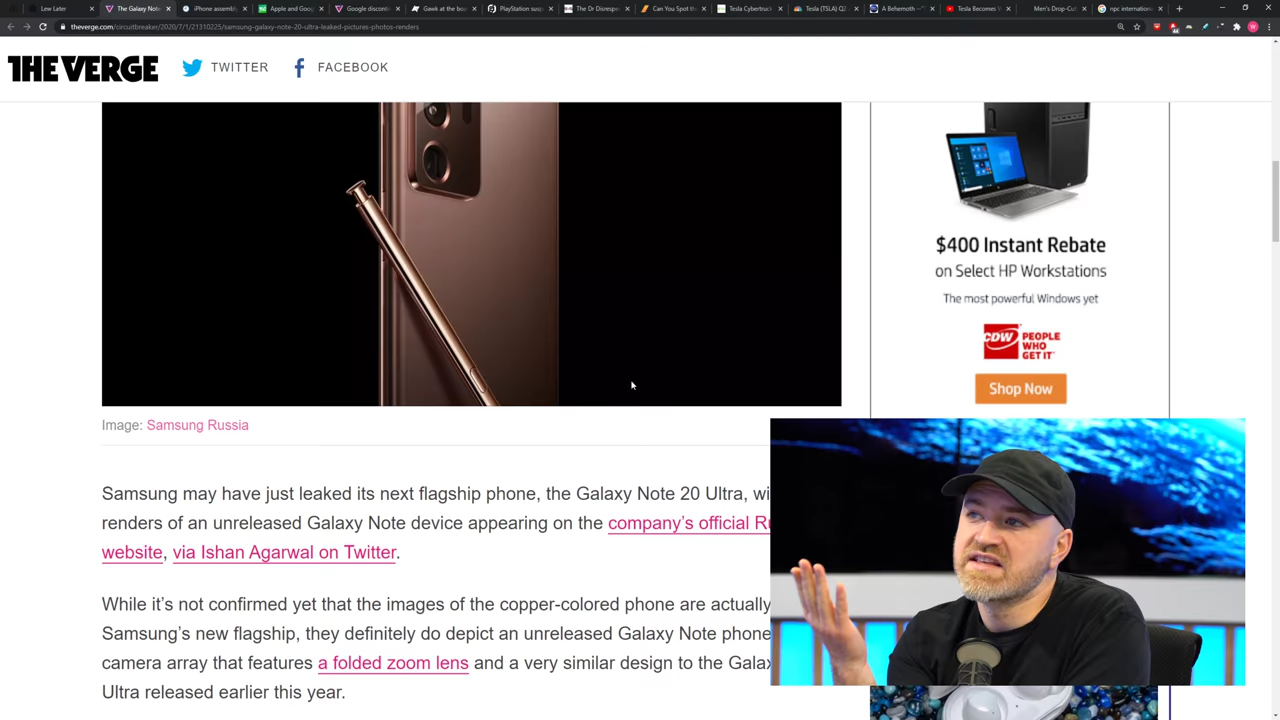 Lew Later
The Galaxy Note
iPhone assembl
Apple and Goog
Google disconti
Gawk at the bou
PlayStation susp
The Dr Disrespe
Can You Spot th
Tesla Cybertruck
Tesla (TSLA) Q2
A Behemoth – "
Tesla Becomes W
Men's Drop-Cut
npc internation
theverge.com/circuitbreaker/2020/7/1/21310225/samsung-galaxy-note-20-ultra-leaked-pictures-photos-renders
THE VERGE
TWITTER
FACEBOOK
$400 Instant Rebate
on Select HP Workstations
The most powerful Windows yet
CDW PEOPLE
WHO
GET IT
Shop Now
Image: Samsung Russia
Samsung may have just leaked its next flagship phone, the Galaxy Note 20 Ultra, wi
renders of an unreleased Galaxy Note device appearing on the company's official Ru
website, via Ishan Agarwal on Twitter.
While it's not confirmed yet that the images of the copper-colored phone are actually
Samsung's new flagship, they definitely do depict an unreleased Galaxy Note phone
camera array that features a folded zoom lens and a very similar design to the Galax
Ultra released earlier this year.